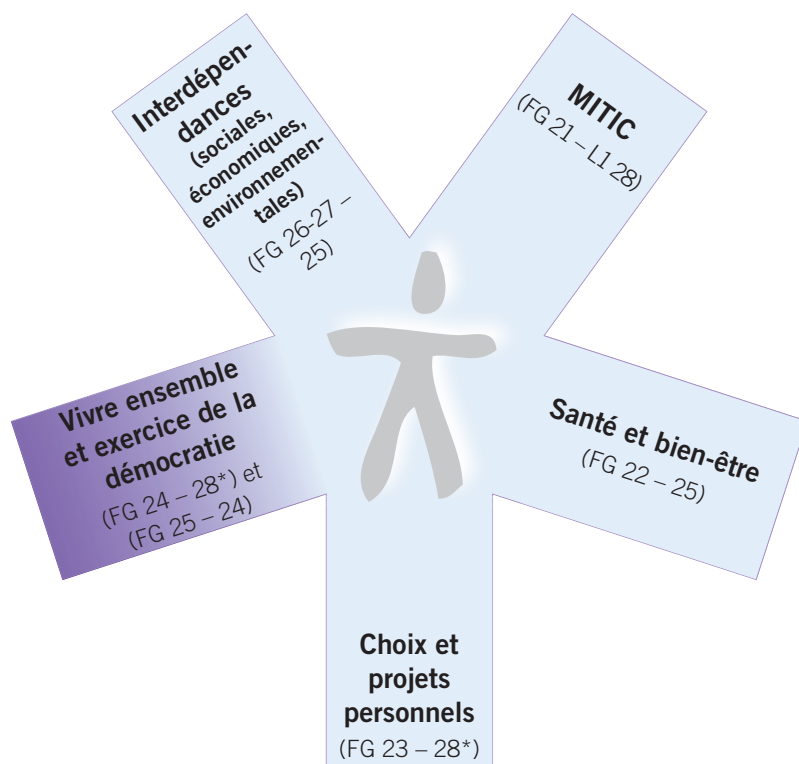 Interdépen-
dances
(sociales,
économiques,
environnemen-
tales)
(FG 26-27 –
25)
MITIC
(FG 21 – L1 28)
Vivre ensemble
et exercice de la
démocratie
(FG 24 – 28*) et
(FG 25 – 24)
Santé et bien-être
(FG 22 – 25)
Choix et
projets
personnels
(FG 23 – 28*)